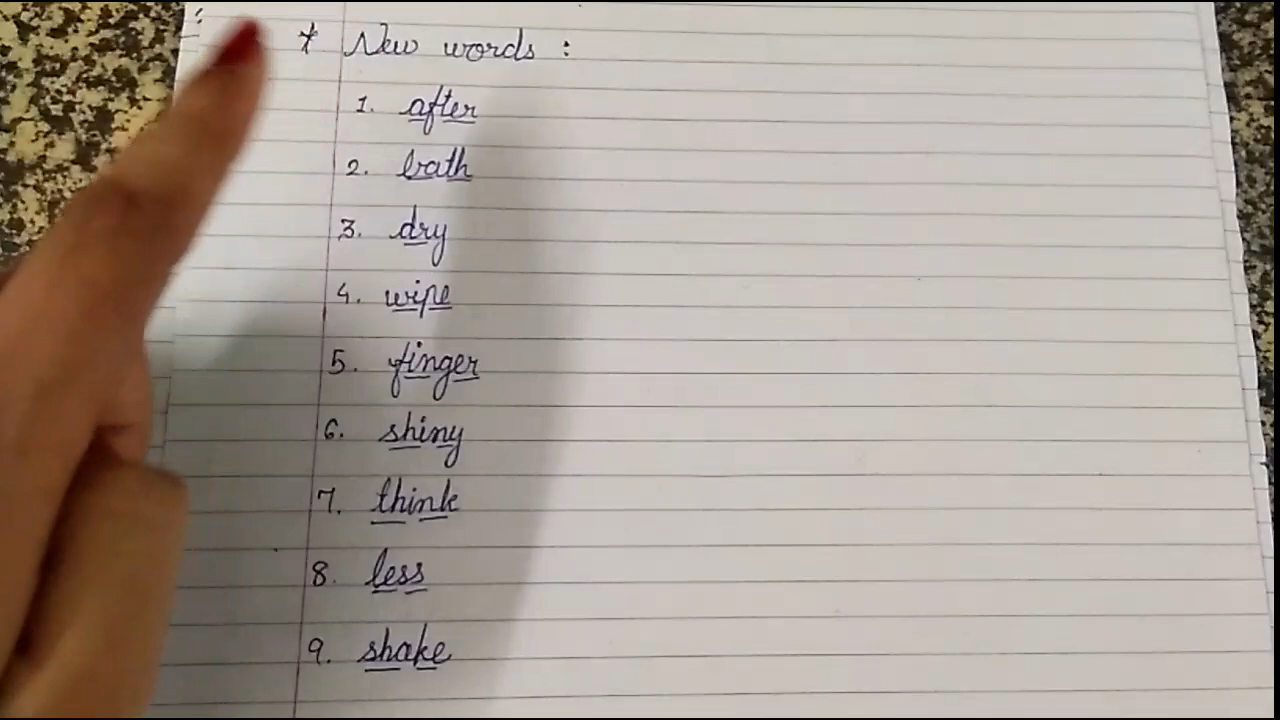 * New words :
1. after
2. bath
3. dry
4. wipe
5. finger
6. shiny
7. think
8. less
9. shake